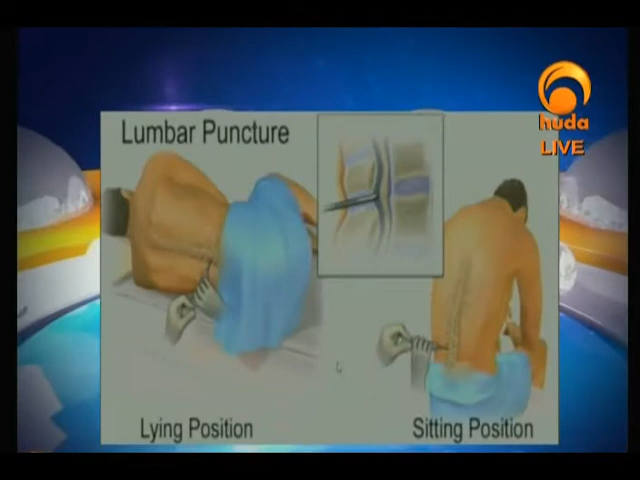 Lumbar Puncture
huda
LIVE
Lying Position
Sitting Position